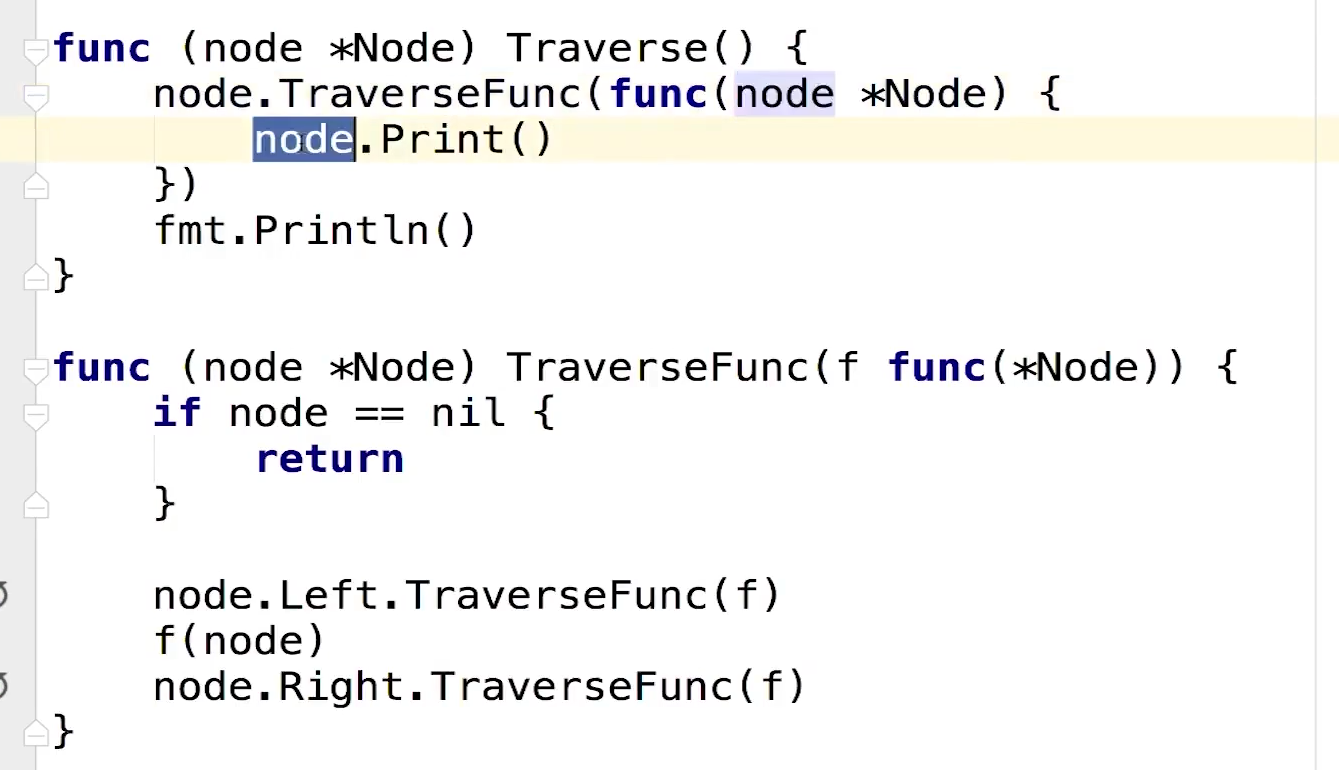 func (node *Node) Traverse() {
    node.TraverseFunc(func(node *Node) {
        node.Print()
    })
    fmt.Println()
}

func (node *Node) TraverseFunc(f func(*Node)) {
    if node == nil {
        return
    }

    node.Left.TraverseFunc(f)
    f(node)
    node.Right.TraverseFunc(f)
}